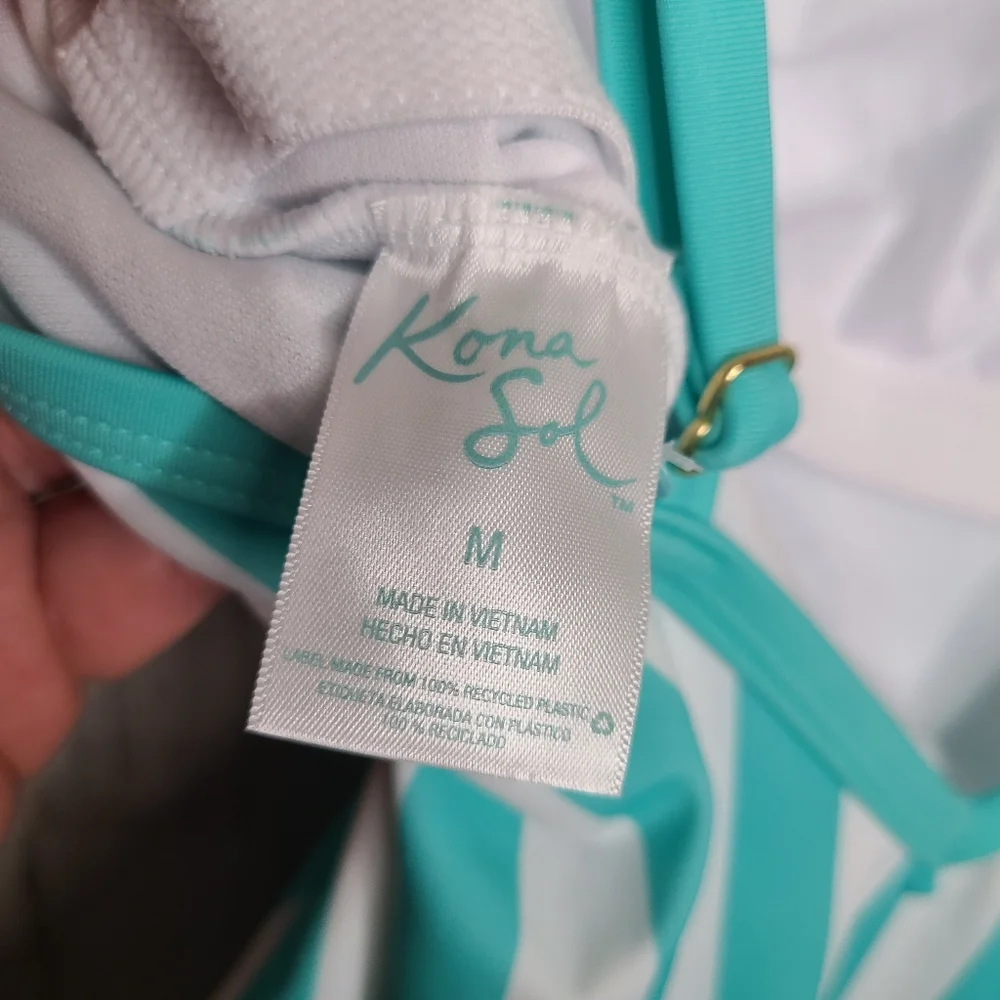 Kona
Sol
TM
M
MADE IN VIETNAM
HECHO EN VIETNAM
LABEL MADE FROM 100% RECYCLED PLASTIC
ETIQUETA ELABORADA CON PLASTICO
100 % RECICLADO